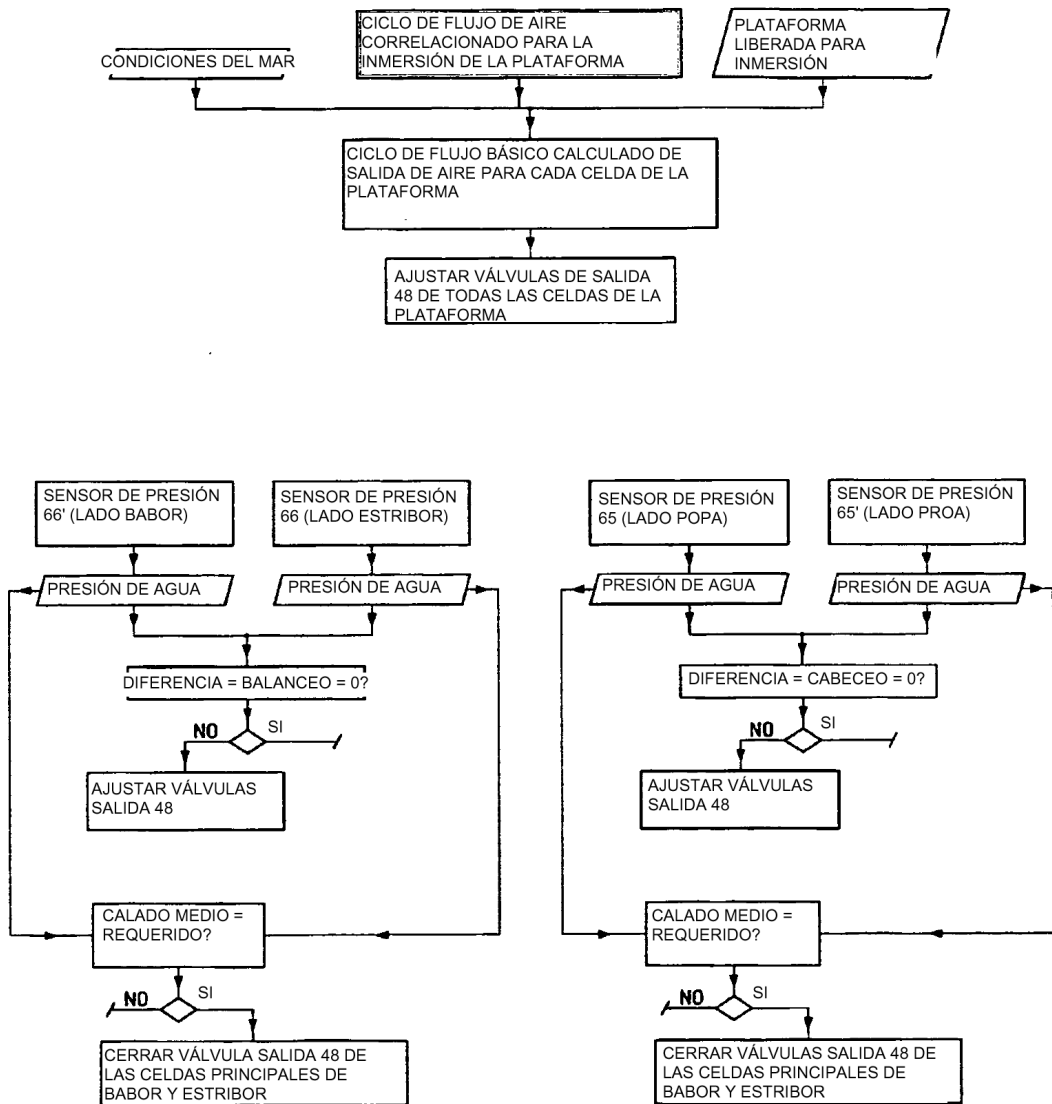 CONDICIONES DEL MAR
CICLO DE FLUJO DE AIRE
CORRELACIONADO PARA LA
INMERSIÓN DE LA PLATAFORMA
PLATAFORMA
LIBERADA PARA
INMERSIÓN
CICLO DE FLUJO BÁSICO CALCULADO DE
SALIDA DE AIRE PARA CADA CELDA DE LA
PLATAFORMA
AJUSTAR VÁLVULAS DE SALIDA
48 DE TODAS LAS CELDAS DE LA
PLATAFORMA
SENSOR DE PRESIÓN
66' (LADO BABOR)
SENSOR DE PRESIÓN
66 (LADO ESTRIBOR)
PRESIÓN DE AGUA
PRESIÓN DE AGUA
DIFERENCIA = BALANCEO = 0?
NO
SI
AJUSTAR VÁLVULAS
SALIDA 48
CALADO MEDIO =
REQUERIDO?
NO
SI
CERRAR VÁLVULA SALIDA 48 DE
LAS CELDAS PRINCIPALES DE
BABOR Y ESTRIBOR
SENSOR DE PRESIÓN
65 (LADO POPA)
SENSOR DE PRESIÓN
65' (LADO PROA)
PRESIÓN DE AGUA
PRESIÓN DE AGUA
DIFERENCIA = CABECEO = 0?
NO
SI
AJUSTAR VÁLVULAS
SALIDA 48
CALADO MEDIO =
REQUERIDO?
NO
SI
CERRAR VÁLVULAS SALIDA 48 DE
LAS CELDAS PRINCIPALES DE
BABOR Y ESTRIBOR